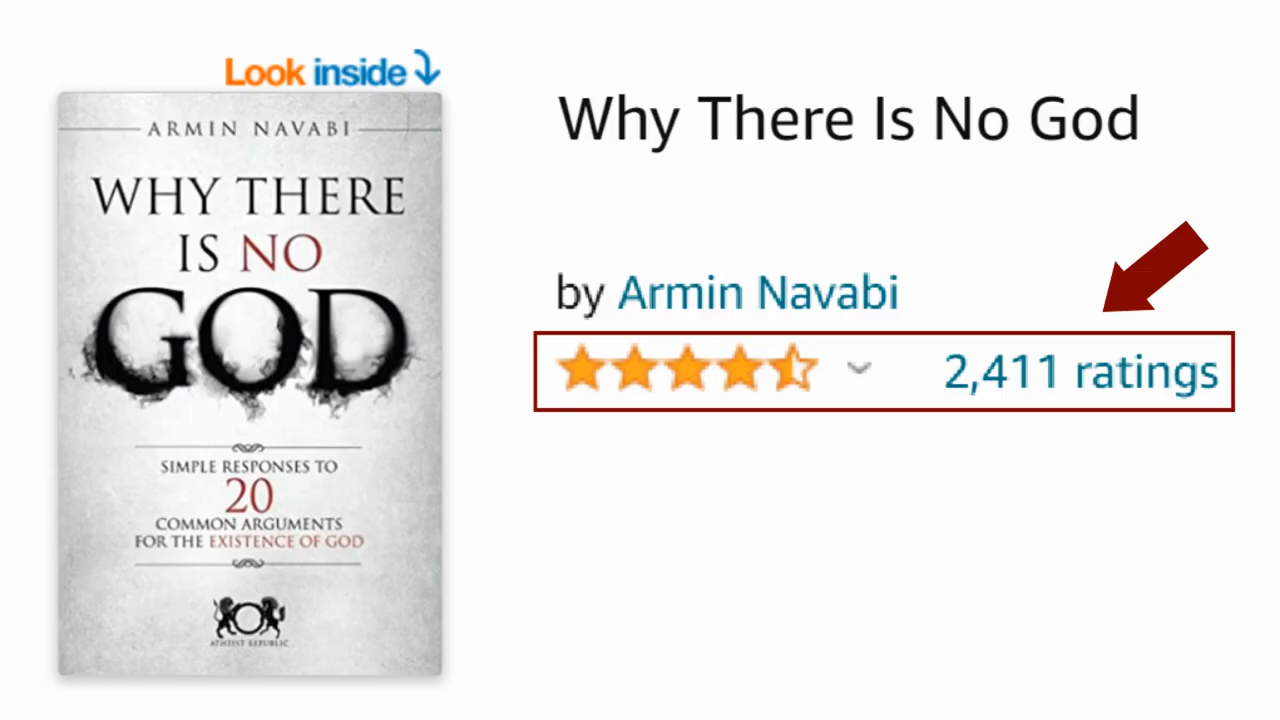 Look inside
ARMIN NAVABI
WHY THERE
IS NO
GOD
SIMPLE RESPONSES TO
20
COMMON ARGUMENTS
FOR THE EXISTENCE OF GOD
ATHEIST REPUBLIC
Why There Is No God
by Armin Navabi
2,411 ratings